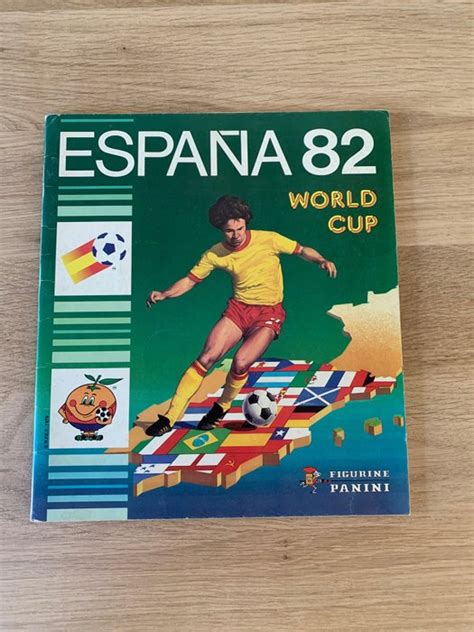 ESPAÑA 82
WORLD
CUP
FIGURINE
PANINI